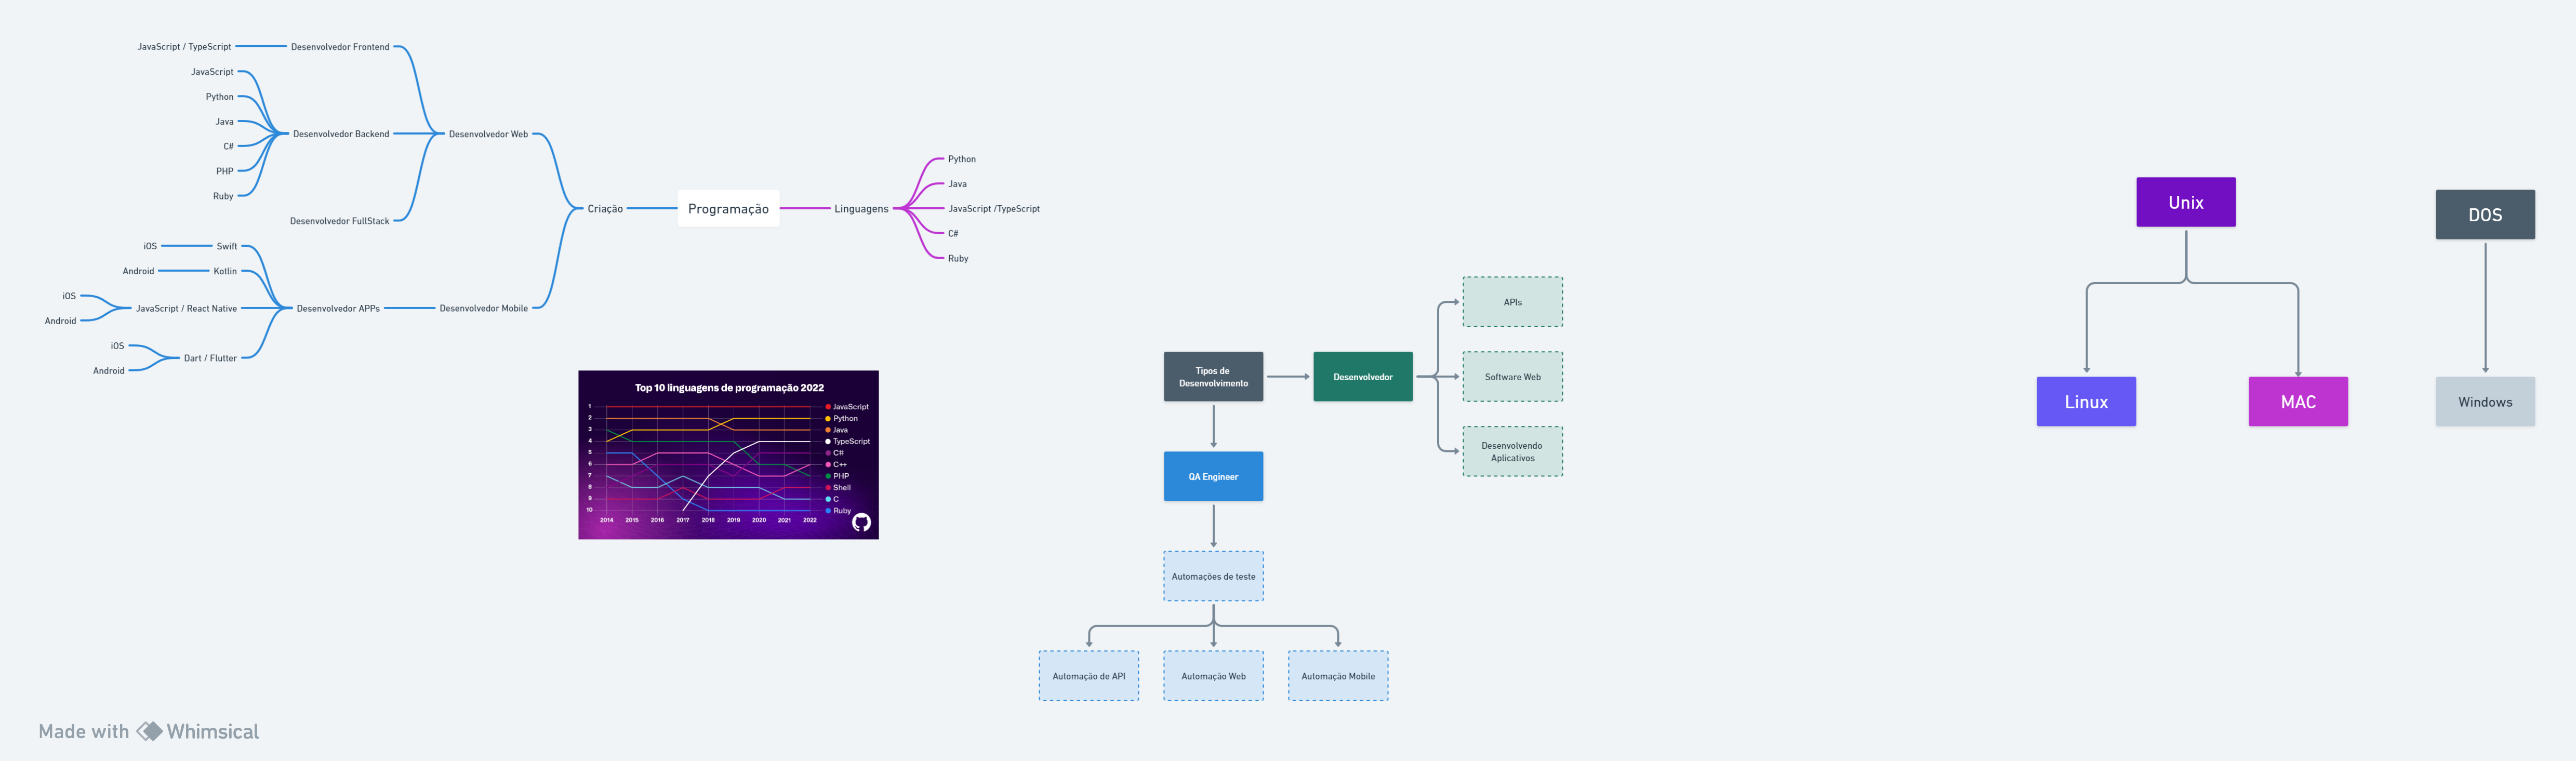 JavaScript / TypeScript
Desenvolvedor Frontend
JavaScript
Python
Java
C#
PHP
Ruby
Desenvolvedor Backend
Desenvolvedor Web
Desenvolvedor FullStack
iOS
Swift
Android
Kotlin
iOS
Android
JavaScript / React Native
iOS
Android
Dart / Flutter
Desenvolvedor APPs
Desenvolvedor Mobile
Criação
Programação
Linguagens
Python
Java
JavaScript /TypeScript
C#
Ruby
Top 10 linguagens de programação 2022
1
2
3
4
5
6
7
8
9
10
JavaScript
Python
Java
TypeScript
C#
C++
PHP
Shell
C
Ruby
2014 2015 2016 2017 2018 2019 2020 2021 2022
Tipos de
Desenvolvimento
Desenvolvedor
APIs
Software Web
Desenvolvendo
Aplicativos
QA Engineer
Automações de teste
Automação de API
Automação Web
Automação Mobile
Unix
Linux
MAC
DOS
Windows
Made with Whimsical